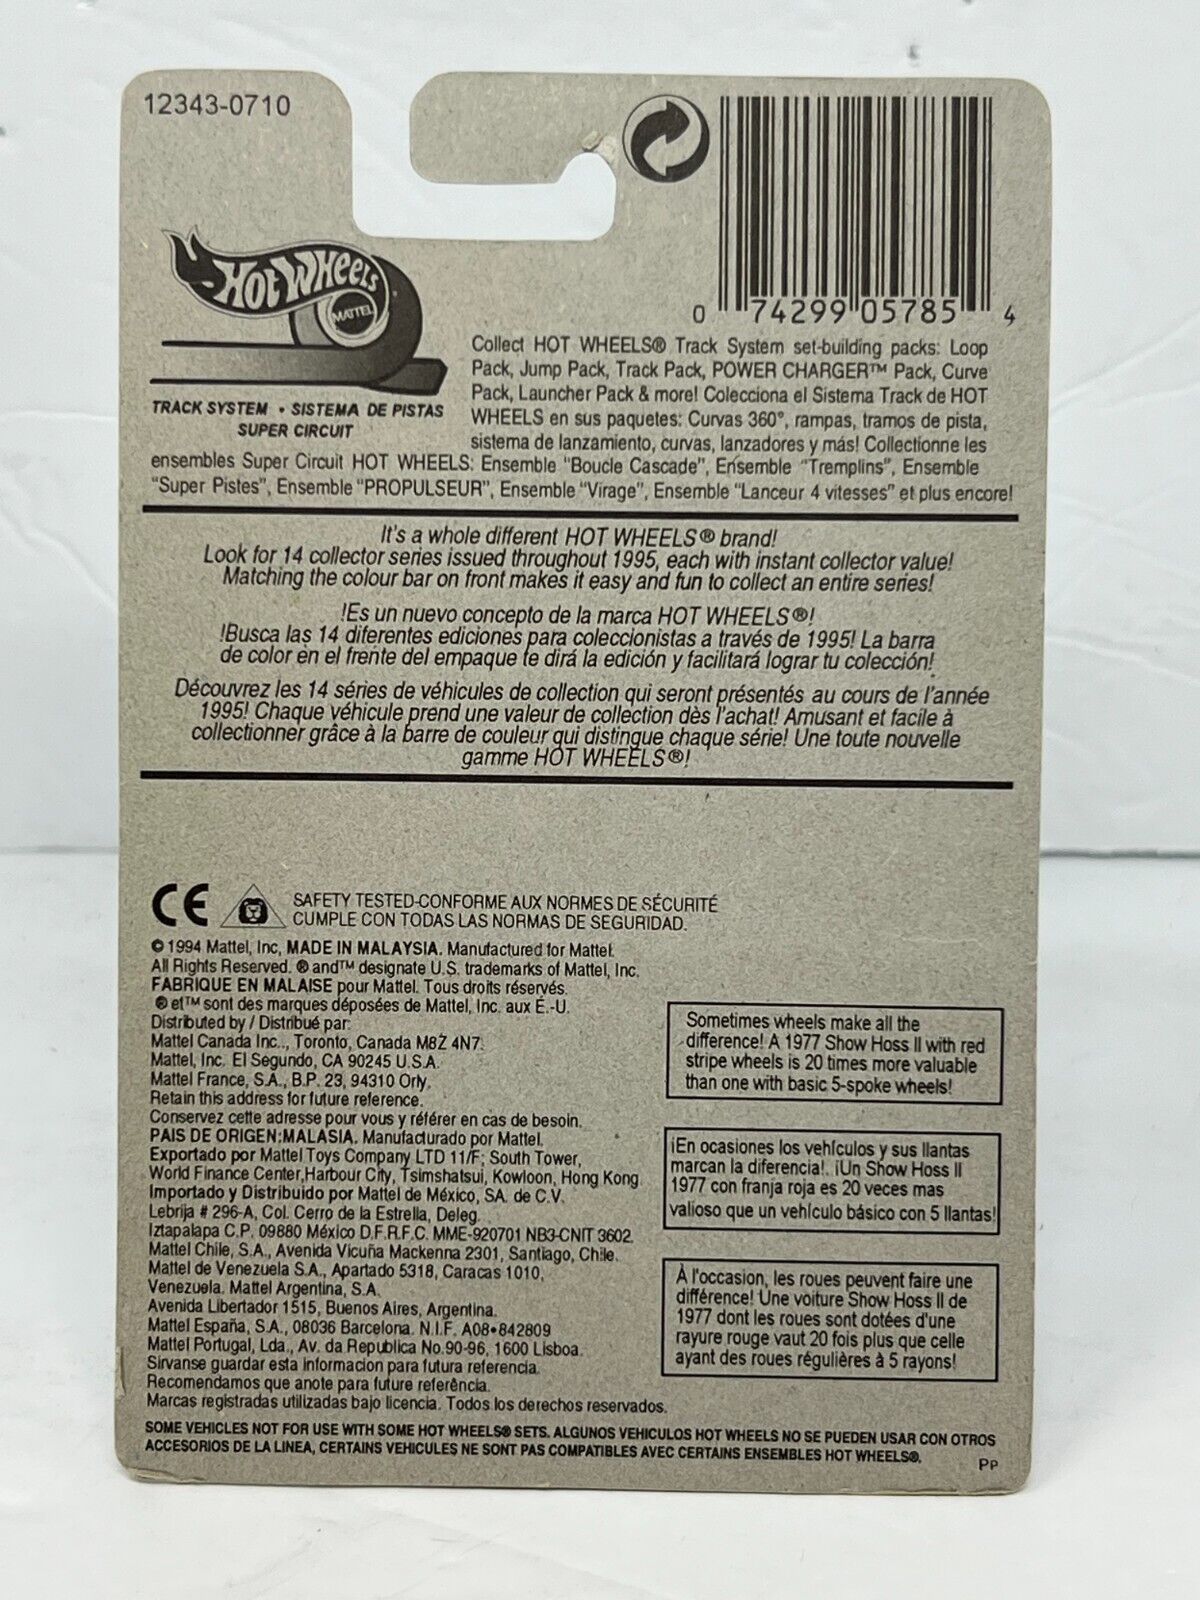 12343-0710
0 74299 05785 4
HOT WHEELS
MATTEL
TRACK SYSTEM • SISTEMA DE PISTAS
SUPER CIRCUIT
Collect HOT WHEELS® Track System set-building packs: Loop
Pack, Jump Pack, Track Pack, POWER CHARGER™ Pack, Curve
Pack, Launcher Pack & more! Colecciona el Sistema Track de HOT
WHEELS en sus paquetes: Curvas 360°, rampas, tramos de pista,
sistema de lanzamiento, curvas, lanzadores y más! Collectionne les
ensembles Super Circuit HOT WHEELS: Ensemble "Boucle Cascade", Ensemble "Tremplins", Ensemble
"Super Pistes", Ensemble "PROPULSEUR", Ensemble "Virage", Ensemble "Lanceur 4 vitesses" et plus encore!
It's a whole different HOT WHEELS® brand!
Look for 14 collector series issued throughout 1995, each with instant collector value!
Matching the colour bar on front makes it easy and fun to collect an entire series!
!Es un nuevo concepto de la marca HOT WHEELS®!
!Busca las 14 diferentes ediciones para coleccionistas a través de 1995! La barra
de color en el frente del empaque te dirá la edición y facilitará lograr tu colección!
Découvrez les 14 séries de véhicules de collection qui seront présentés au cours de l'année
1995! Chaque véhicule prend une valeur de collection dès l'achat! Amusant et facile à
collectionner grâce à la barre de couleur qui distingue chaque série! Une toute nouvelle
gamme HOT WHEELS®!
CE SAFETY TESTED-CONFORME AUX NORMES DE SÉCURITÉ
CUMPLE CON TODAS LAS NORMAS DE SEGURIDAD.
© 1994 Mattel, Inc, MADE IN MALAYSIA. Manufactured for Mattel.
All Rights Reserved. ® and™ designate U.S. trademarks of Mattel, Inc.
FABRIQUE EN MALAISE pour Mattel. Tous droits réservés.
® et™ sont des marques déposées de Mattel, Inc. aux É.-U.
Distributed by / Distribué par:
Mattel Canada Inc.., Toronto, Canada M8Z 4N7.
Mattel, Inc. El Segundo, CA 90245 U.S.A.
Mattel France, S.A., B.P. 23, 94310 Orly.
Retain this address for future reference.
Conservez cette adresse pour vous y référer en cas de besoin.
PAIS DE ORIGEN:MALASIA. Manufacturado por Mattel.
Exportado por Mattel Toys Company LTD 11/F; South Tower,
World Finance Center,Harbour City, Tsimshatsui, Kowloon, Hong Kong.
Importado y Distribuido por Mattel de México, SA. de C.V.
Lebrija # 296-A, Col. Cerro de la Estrella, Deleg.
Iztapalapa C.P. 09880 México D.F.R.F.C. MME-920701 NB3-CNIT 3602.
Mattel Chile, S.A., Avenida Vicuña Mackenna 2301, Santiago, Chile.
Mattel de Venezuela S.A., Apartado 5318, Caracas 1010,
Venezuela. Mattel Argentina, S.A.
Avenida Libertador 1515, Buenos Aires, Argentina.
Mattel España, S.A., 08036 Barcelona. N.I.F. A08•842809
Mattel Portugal, Lda., Av. da Republica No.90-96, 1600 Lisboa.
Sirvanse guardar esta informacion para futura referencia.
Recomendamos que anote para future referência.
Marcas registradas utilizadas bajo licencia. Todos los derechos reservados.
Sometimes wheels make all the
difference! A 1977 Show Hoss II with red
stripe wheels is 20 times more valuable
than one with basic 5-spoke wheels!
¡En ocasiones los vehículos y sus llantas
marcan la diferencia!. ¡Un Show Hoss II
1977 con franja roja es 20 veces mas
valioso que un vehículo básico con 5 llantas!
À l'occasion, les roues peuvent faire une
différence! Une voiture Show Hoss II de
1977 dont les roues sont dotées d'une
rayure rouge vaut 20 fois plus que celle
ayant des roues régulières à 5 rayons!
SOME VEHICLES NOT FOR USE WITH SOME HOT WHEELS® SETS. ALGUNOS VEHICULOS HOT WHEELS NO SE PUEDEN USAR CON OTROS
ACCESORIOS DE LA LINEA, CERTAINS VEHICULES NE SONT PAS COMPATIBLES AVEC CERTAINS ENSEMBLES HOT WHEELS®.
PP